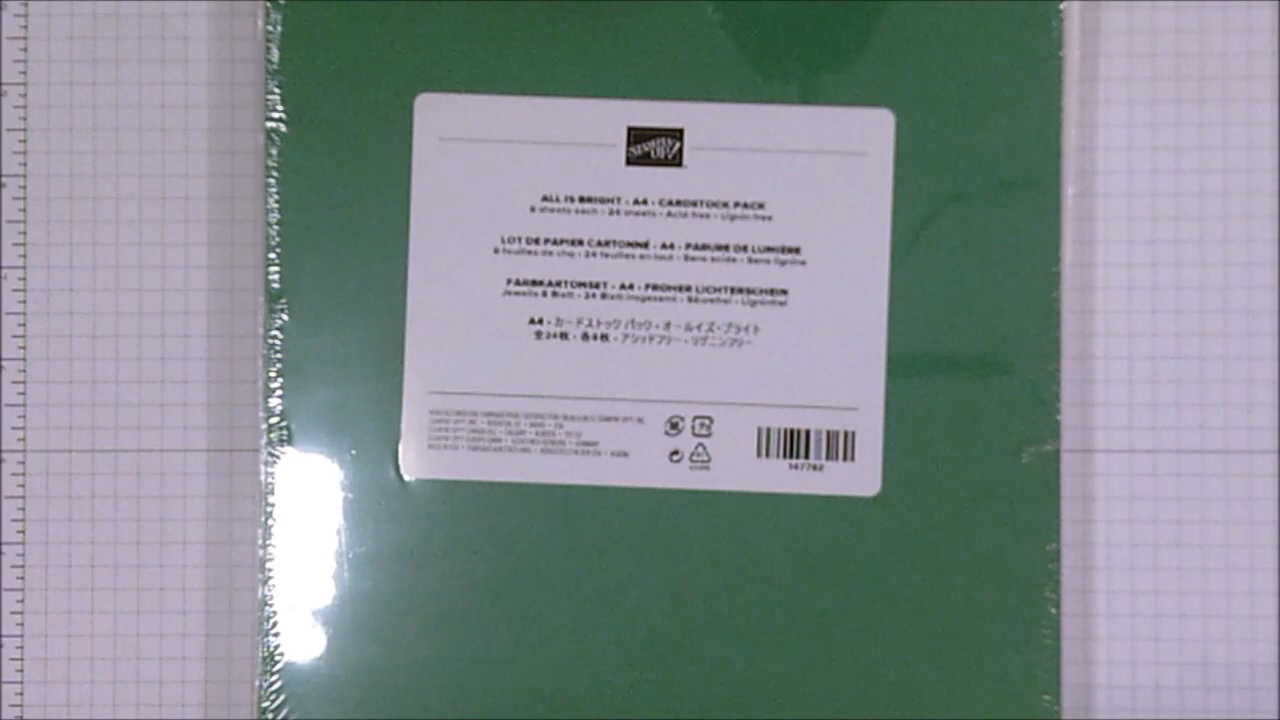 STAMPIN' UP!
ALL IS BRIGHT • A4 • CARDSTOCK PACK
6 sheets each • 24 sheets • Acid free • Lignin free
LOT DE PAPIER CARTONNÉ • A4 • PARURE DE LUMIÈRE
6 feuilles de chq • 24 feuilles en tout • Sans acide • Sans lignine
FARBKARTONSET • A4 • FROHER LICHTERSCHEIN
Jeweils 6 Blatt • 24 Blatt insgesamt • Säurefrei • Ligninfrei
A4 • カードストック パック • オールイズ・ブライト
全24枚 • 各6枚 • アシッドフリー • リグニンフリー
147782